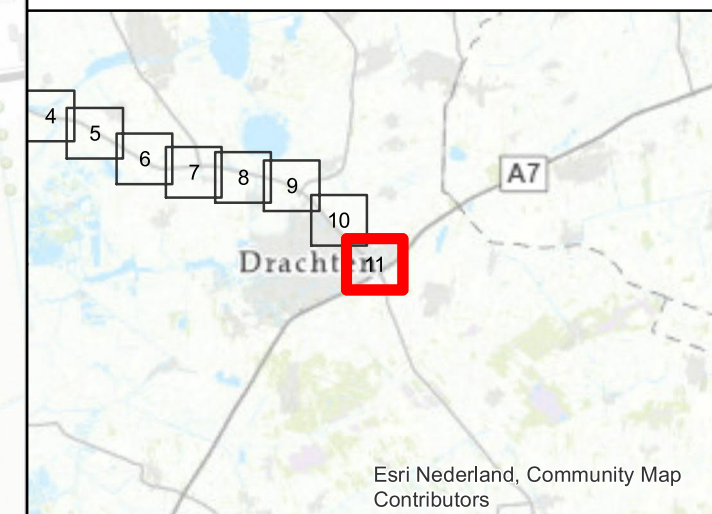 4
5
6
7
8
9
10
A7
Drachten
11
Esri Nederland, Community Map
Contributors